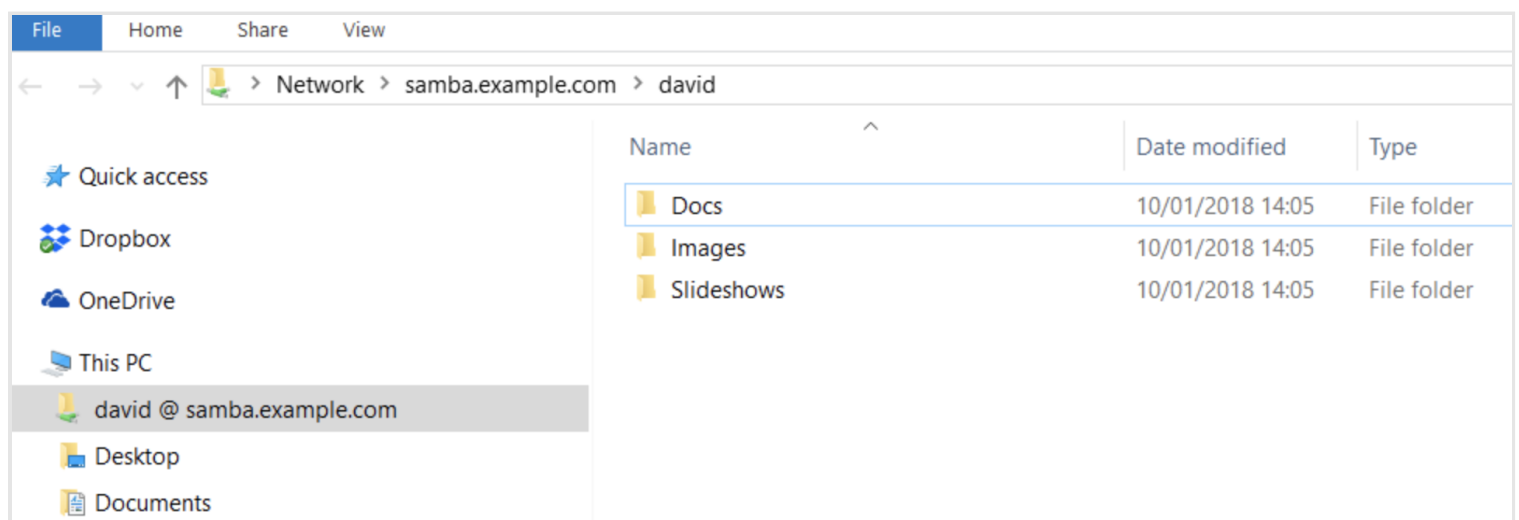 File Home Share View
Network > samba.example.com > david
Name Date modified Type
Quick access
Dropbox
OneDrive
This PC
david @ samba.example.com
Desktop
Documents
Docs 10/01/2018 14:05 File folder
Images 10/01/2018 14:05 File folder
Slideshows 10/01/2018 14:05 File folder